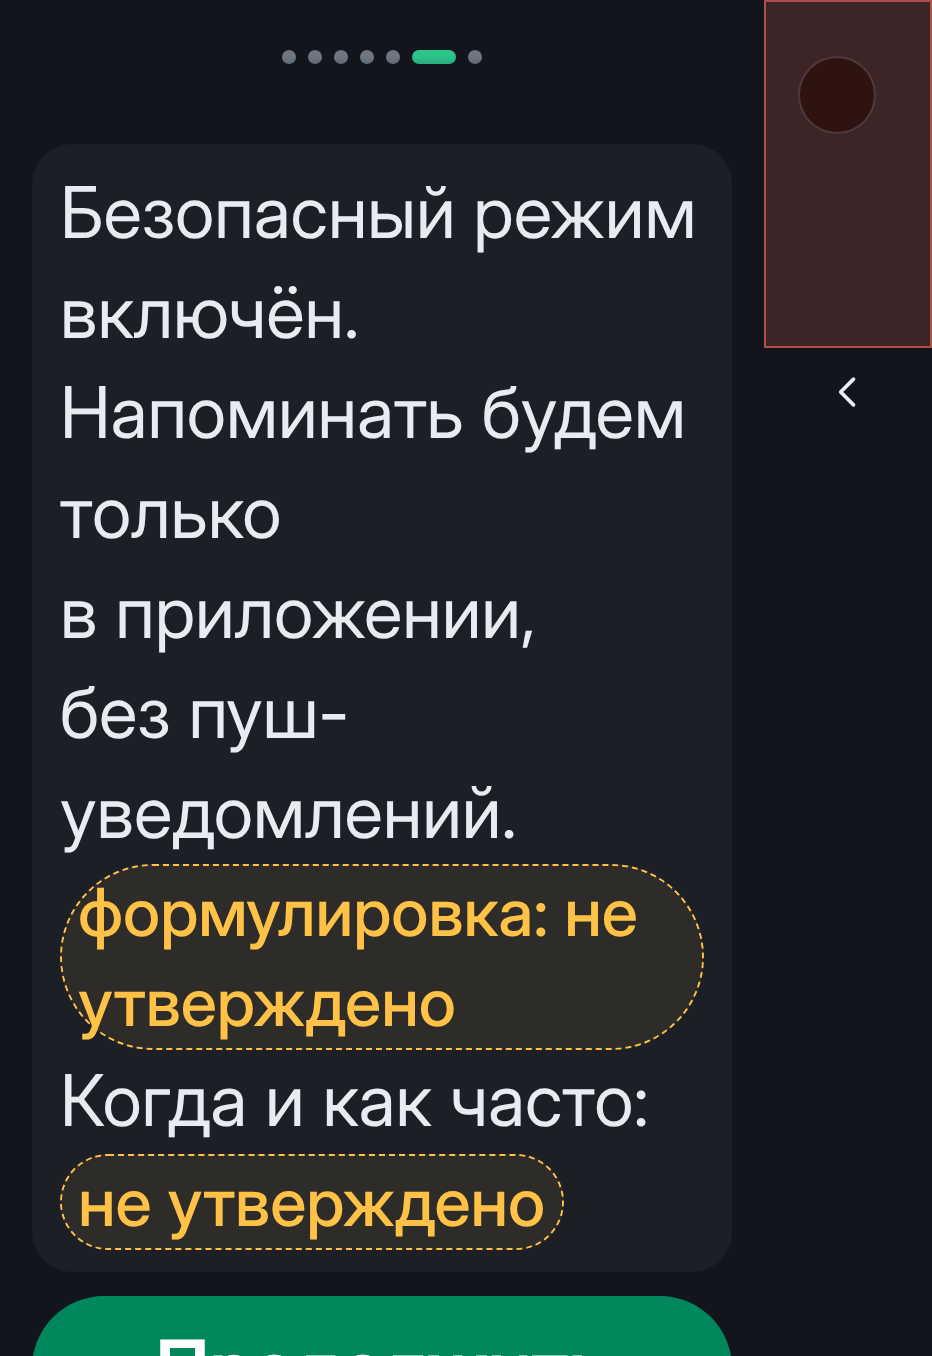 Безопасный режим
включён.
Напоминать будем
только
в приложении,
без пуш-
уведомлений.
формулировка: не
утверждено
Когда и как часто:
не утверждено